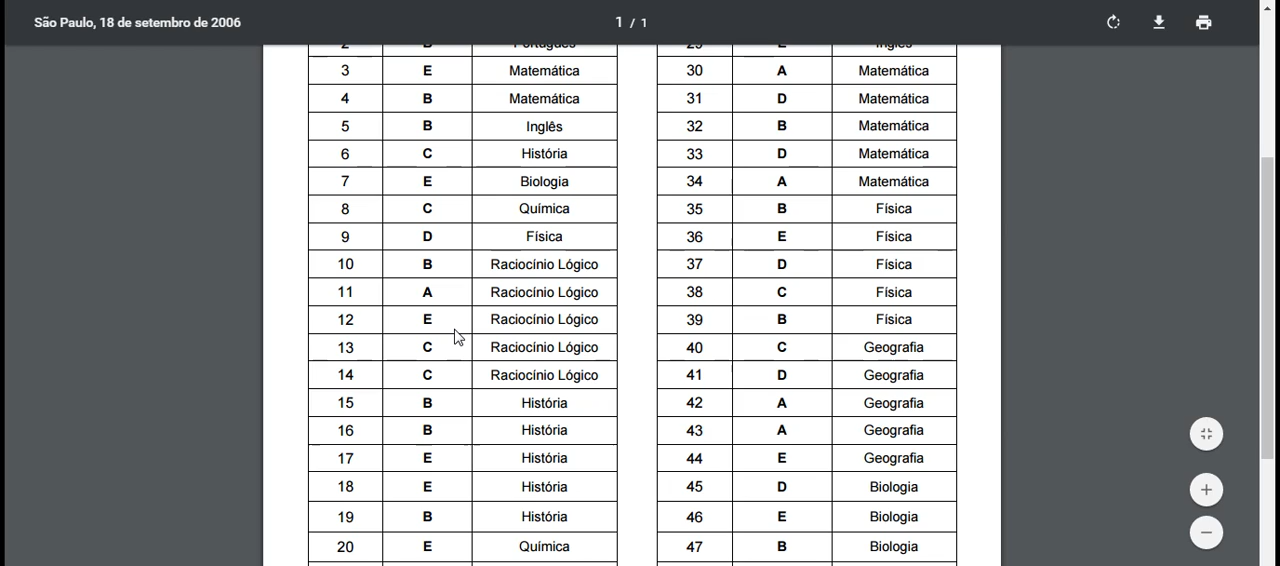 São Paulo, 18 de setembro de 2006 1 / 1
2 B Português 29 E Inglês
3 E Matemática 30 A Matemática
4 B Matemática 31 D Matemática
5 B Inglês 32 B Matemática
6 C História 33 D Matemática
7 E Biologia 34 A Matemática
8 C Química 35 B Física
9 D Física 36 E Física
10 B Raciocínio Lógico 37 D Física
11 A Raciocínio Lógico 38 C Física
12 E Raciocínio Lógico 39 B Física
13 C Raciocínio Lógico 40 C Geografia
14 C Raciocínio Lógico 41 D Geografia
15 B História 42 A Geografia
16 B História 43 A Geografia
17 E História 44 E Geografia
18 E História 45 D Biologia
19 B História 46 E Biologia
20 E Química 47 B Biologia